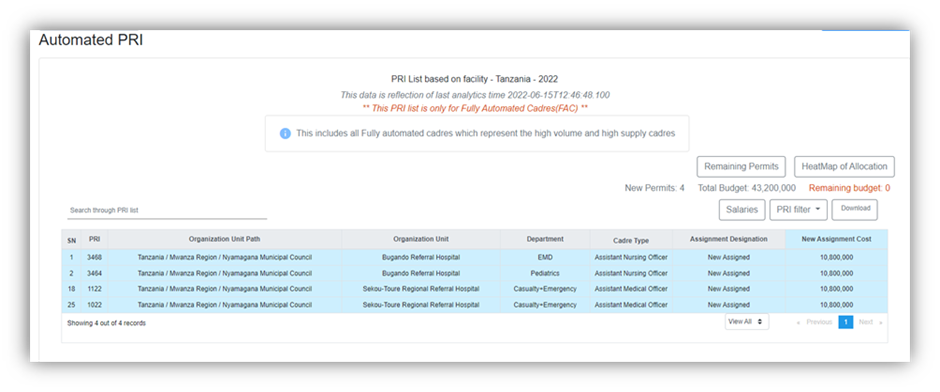 Automated PRI
PRI List based on facility - Tanzania - 2022
This data is reflection of last analytics time 2022-06-15T12:46:48.100
** This PRI list is only for Fully Automated Cadres(FAC) **
This includes all Fully automated cadres which represent the high volume and high supply cadres
Remaining Permits HeatMap of Allocation
New Permits: 4 Total Budget: 43,200,000 Remaining budget: 0
Search through PRI list Salaries PRI filter Download
SN PRI Organization Unit Path Organization Unit Department Cadre Type Assignment Designation New Assignment Cost
1 3468 Tanzania / Mwanza Region / Nyamagana Municipal Council Bugando Referral Hospital EMD Assistant Nursing Officer New Assigned 10,800,000
2 3464 Tanzania / Mwanza Region / Nyamagana Municipal Council Bugando Referral Hospital Pediatrics Assistant Nursing Officer New Assigned 10,800,000
18 1122 Tanzania / Mwanza Region / Nyamagana Municipal Council Sekou-Toure Regional Referral Hospital Casualty+Emergency Assistant Medical Officer New Assigned 10,800,000
25 1022 Tanzania / Mwanza Region / Nyamagana Municipal Council Sekou-Toure Regional Referral Hospital Casualty+Emergency Assistant Medical Officer New Assigned 10,800,000
Showing 4 out of 4 records View All « Previous 1 Next »